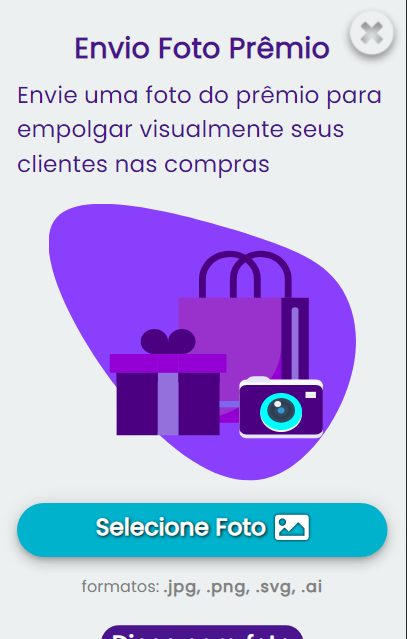 Envio Foto Prêmio
Envie uma foto do prêmio para
empolgar visualmente seus
clientes nas compras
Selecione Foto
formatos: .jpg, .png, .svg, .ai